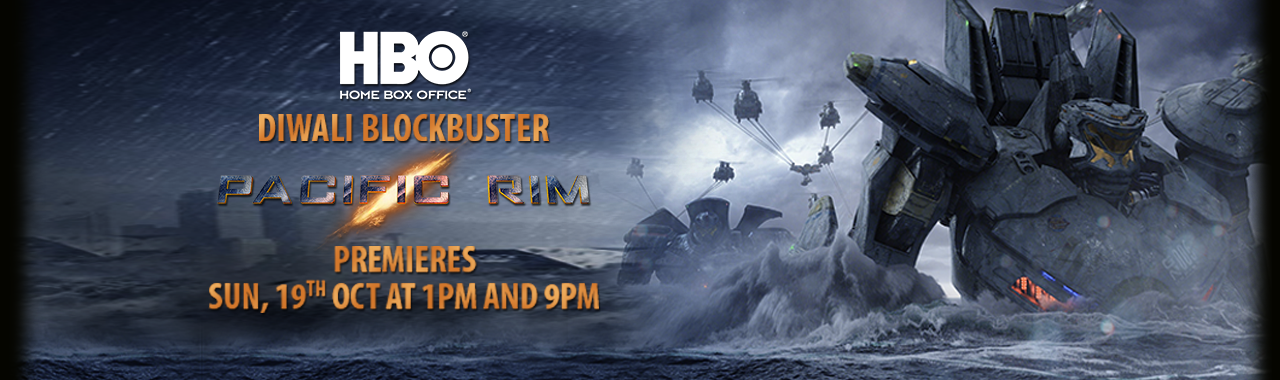 HBO®
HOME BOX OFFICE®
DIWALI BLOCKBUSTER
PACIFIC RIM
PREMIERES
SUN, 19TH OCT AT 1PM AND 9PM